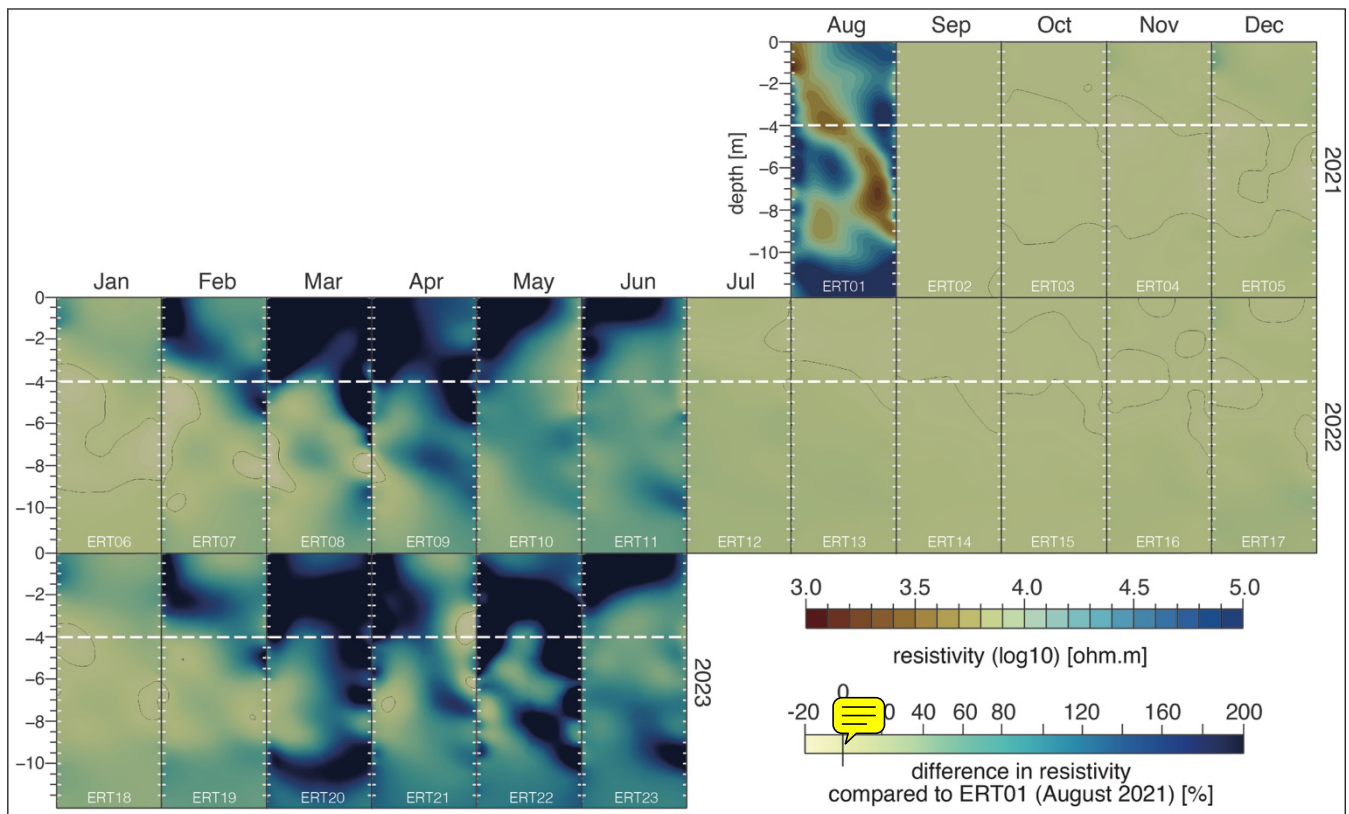 Aug Sep Oct Nov Dec
0
−2
−4
−6
−8
−10
depth [m]
2021
ERT01 ERT02 ERT03 ERT04 ERT05
Jan Feb Mar Apr May Jun Jul
0
−2
−4
−6
−8
−10
2022
ERT06 ERT07 ERT08 ERT09 ERT10 ERT11 ERT12 ERT13 ERT14 ERT15 ERT16 ERT17
0
−2
−4
−6
−8
−10
2023
ERT18 ERT19 ERT20 ERT21 ERT22 ERT23
3.0 3.5 4.0 4.5 5.0
resistivity (log10) [ohm.m]
0
-20 40 60 80 120 160 200
difference in resistivity
compared to ERT01 (August 2021) [%]